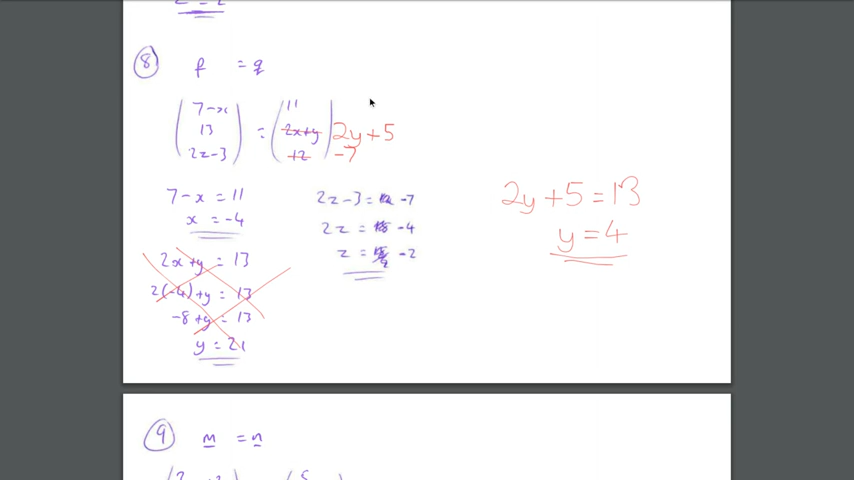 8 p = q
7-x 11
13 = 2x+y 2y+5
2z-3 +2 -7
7-x = 11
x = -4
2x+y = 13
2(-4)+y = 13
-8+y = 13
y = 21
2z-3 = -7
2z = -4
z = -2
2y+5=13
y=4
9 m = n